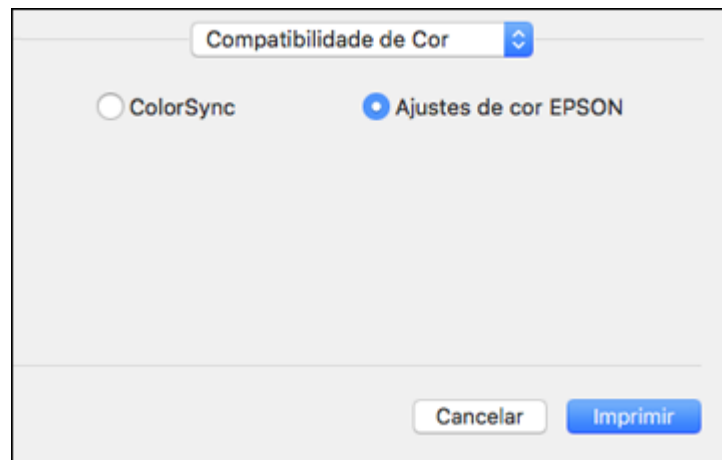 Compatibilidade de Cor
ColorSync
Ajustes de cor EPSON
Cancelar
Imprimir